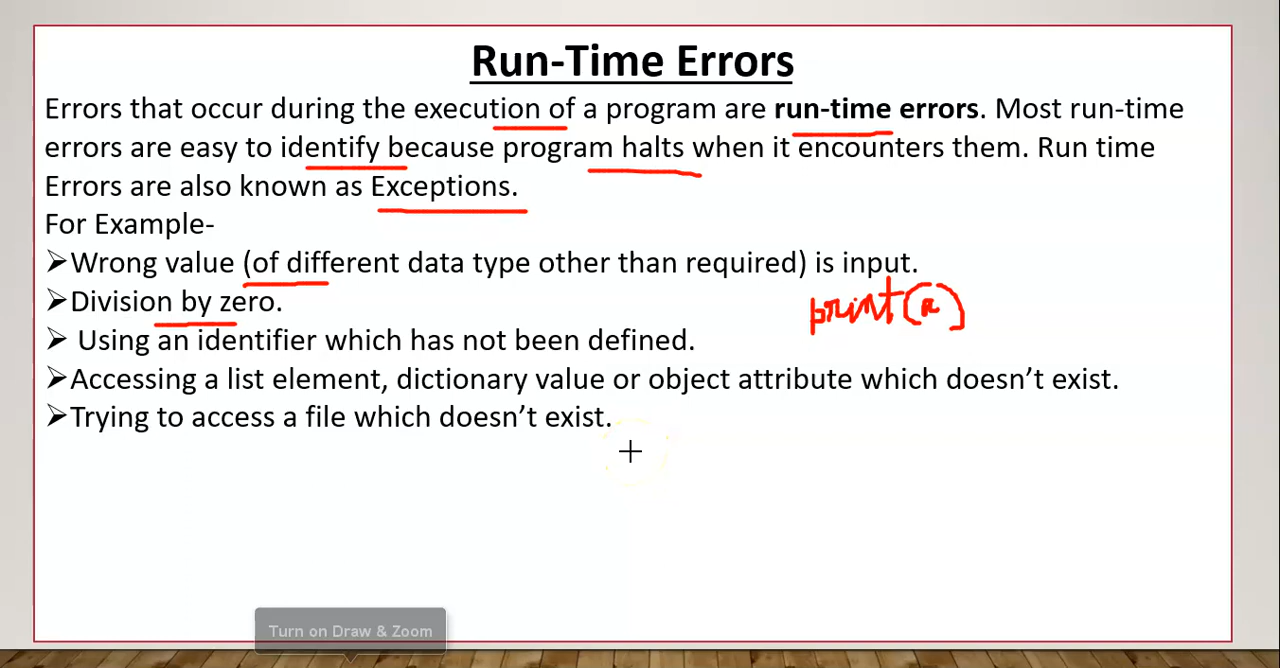 Run-Time Errors
Errors that occur during the execution of a program are run-time errors. Most run-time
errors are easy to identify because program halts when it encounters them. Run time
Errors are also known as Exceptions.
For Example-
➢Wrong value (of different data type other than required) is input.
➢Division by zero.
print(a)
➢ Using an identifier which has not been defined.
➢Accessing a list element, dictionary value or object attribute which doesn’t exist.
➢Trying to access a file which doesn’t exist.
Turn on Draw & Zoom